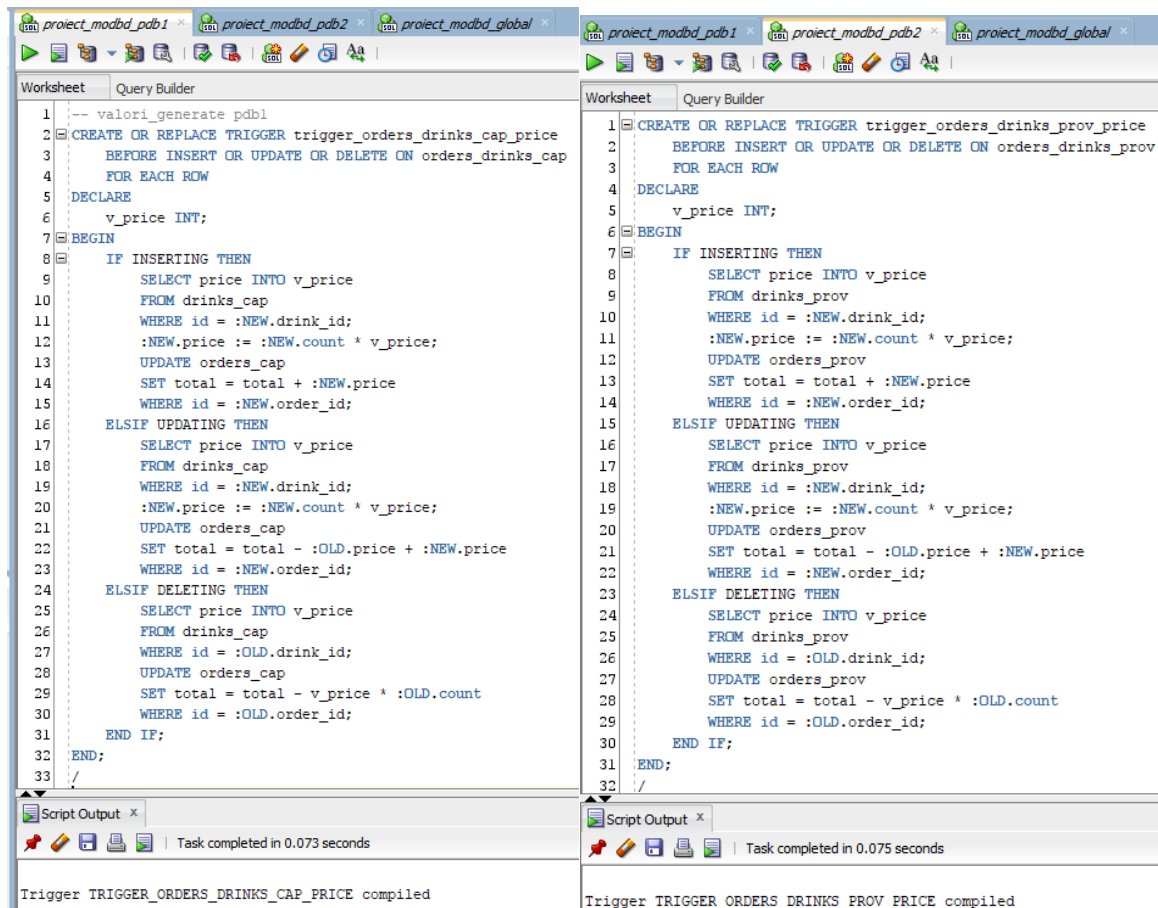 proiect_modbd_pdb1 × proiect_modbd_pdb2 × proiect_modbd_global ×
Worksheet Query Builder
1 -- valori_generate pdb1
2 CREATE OR REPLACE TRIGGER trigger_orders_drinks_cap_price
3 BEFORE INSERT OR UPDATE OR DELETE ON orders_drinks_cap
4 FOR EACH ROW
5 DECLARE
6 v_price INT;
7 BEGIN
8 IF INSERTING THEN
9 SELECT price INTO v_price
10 FROM drinks_cap
11 WHERE id = :NEW.drink_id;
12 :NEW.price := :NEW.count * v_price;
13 UPDATE orders_cap
14 SET total = total + :NEW.price
15 WHERE id = :NEW.order_id;
16 ELSIF UPDATING THEN
17 SELECT price INTO v_price
18 FROM drinks_cap
19 WHERE id = :NEW.drink_id;
20 :NEW.price := :NEW.count * v_price;
21 UPDATE orders_cap
22 SET total = total - :OLD.price + :NEW.price
23 WHERE id = :NEW.order_id;
24 ELSIF DELETING THEN
25 SELECT price INTO v_price
26 FROM drinks_cap
27 WHERE id = :OLD.drink_id;
28 UPDATE orders_cap
29 SET total = total - v_price * :OLD.count
30 WHERE id = :OLD.order_id;
31 END IF;
32 END;
33 /
Script Output ×
Task completed in 0.073 seconds
Trigger TRIGGER_ORDERS_DRINKS_CAP_PRICE compiled
proiect_modbd_pdb1 × proiect_modbd_pdb2 × proiect_modbd_global ×
Worksheet Query Builder
1 CREATE OR REPLACE TRIGGER trigger_orders_drinks_prov_price
2 BEFORE INSERT OR UPDATE OR DELETE ON orders_drinks_prov
3 FOR EACH ROW
4 DECLARE
5 v_price INT;
6 BEGIN
7 IF INSERTING THEN
8 SELECT price INTO v_price
9 FROM drinks_prov
10 WHERE id = :NEW.drink_id;
11 :NEW.price := :NEW.count * v_price;
12 UPDATE orders_prov
13 SET total = total + :NEW.price
14 WHERE id = :NEW.order_id;
15 ELSIF UPDATING THEN
16 SELECT price INTO v_price
17 FROM drinks_prov
18 WHERE id = :NEW.drink_id;
19 :NEW.price := :NEW.count * v_price;
20 UPDATE orders_prov
21 SET total = total - :OLD.price + :NEW.price
22 WHERE id = :NEW.order_id;
23 ELSIF DELETING THEN
24 SELECT price INTO v_price
25 FROM drinks_prov
26 WHERE id = :OLD.drink_id;
27 UPDATE orders_prov
28 SET total = total - v_price * :OLD.count
29 WHERE id = :OLD.order_id;
30 END IF;
31 END;
32 /
Script Output ×
Task completed in 0.075 seconds
Trigger TRIGGER_ORDERS_DRINKS_PROV_PRICE compiled